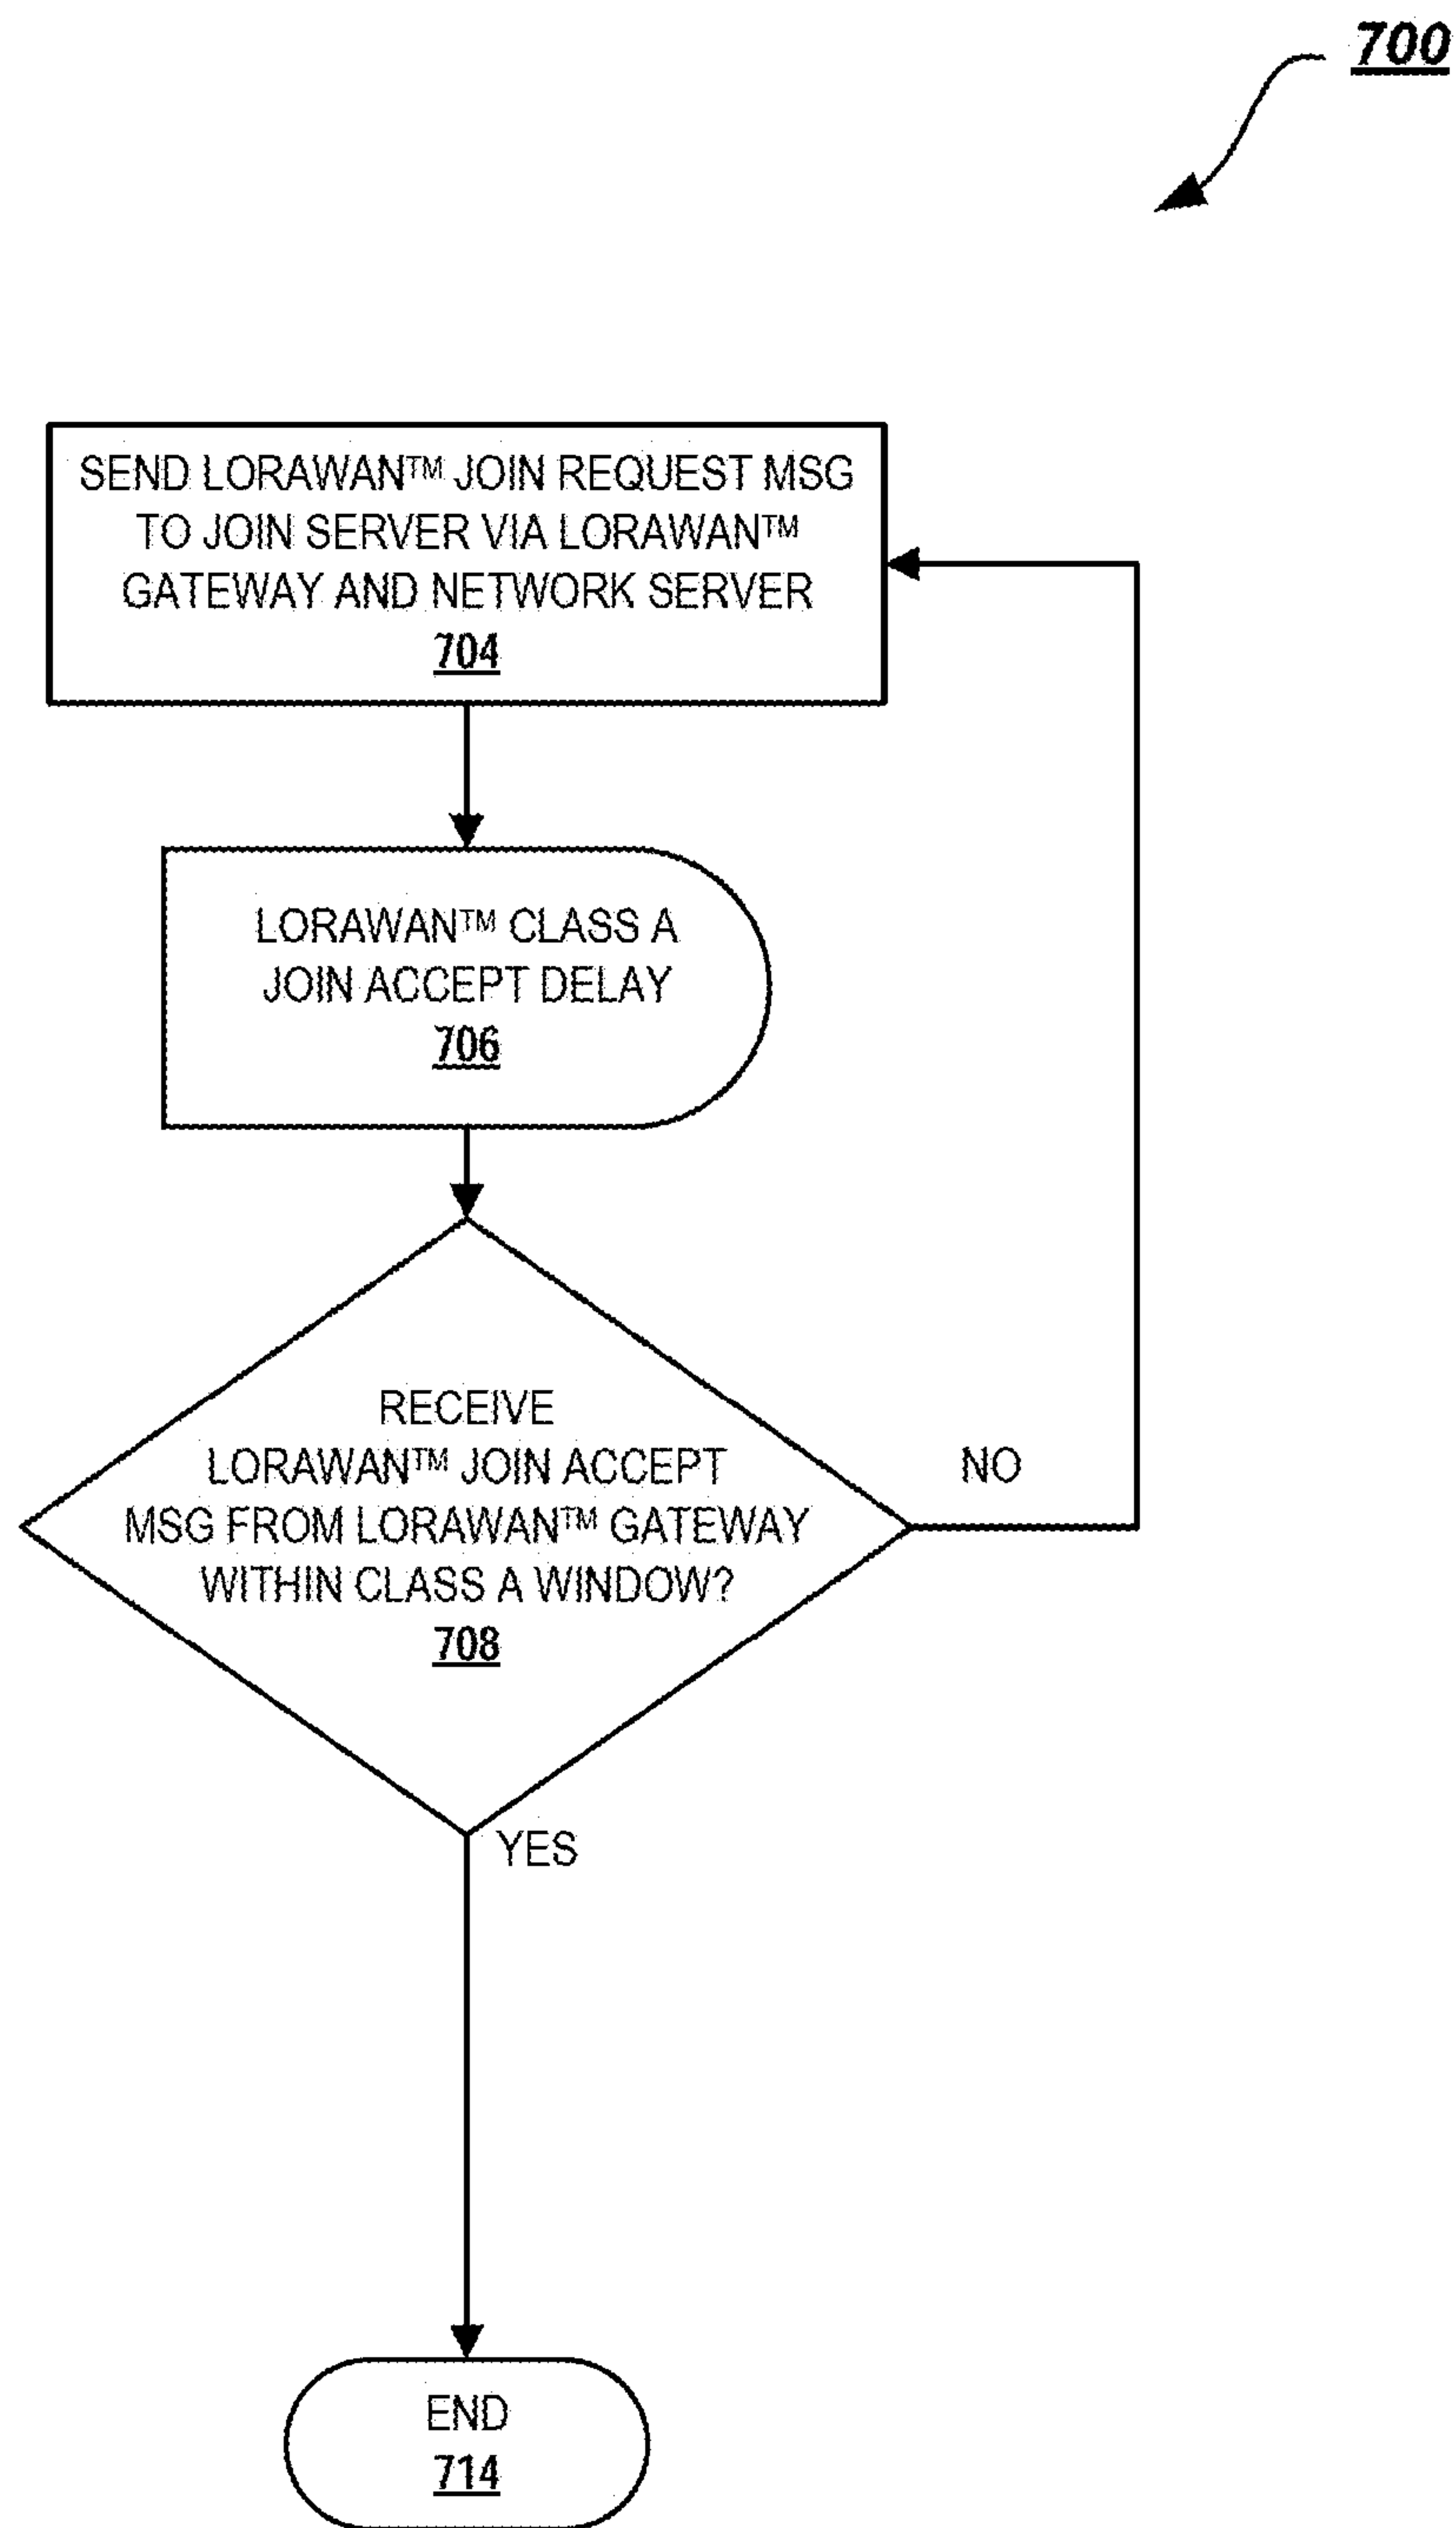 700
SEND LORAWAN™ JOIN REQUEST MSG
TO JOIN SERVER VIA LORAWAN™
GATEWAY AND NETWORK SERVER
704
LORAWAN™ CLASS A
JOIN ACCEPT DELAY
706
RECEIVE
LORAWAN™ JOIN ACCEPT
MSG FROM LORAWAN™ GATEWAY
WITHIN CLASS A WINDOW?
708
NO
YES
END
714